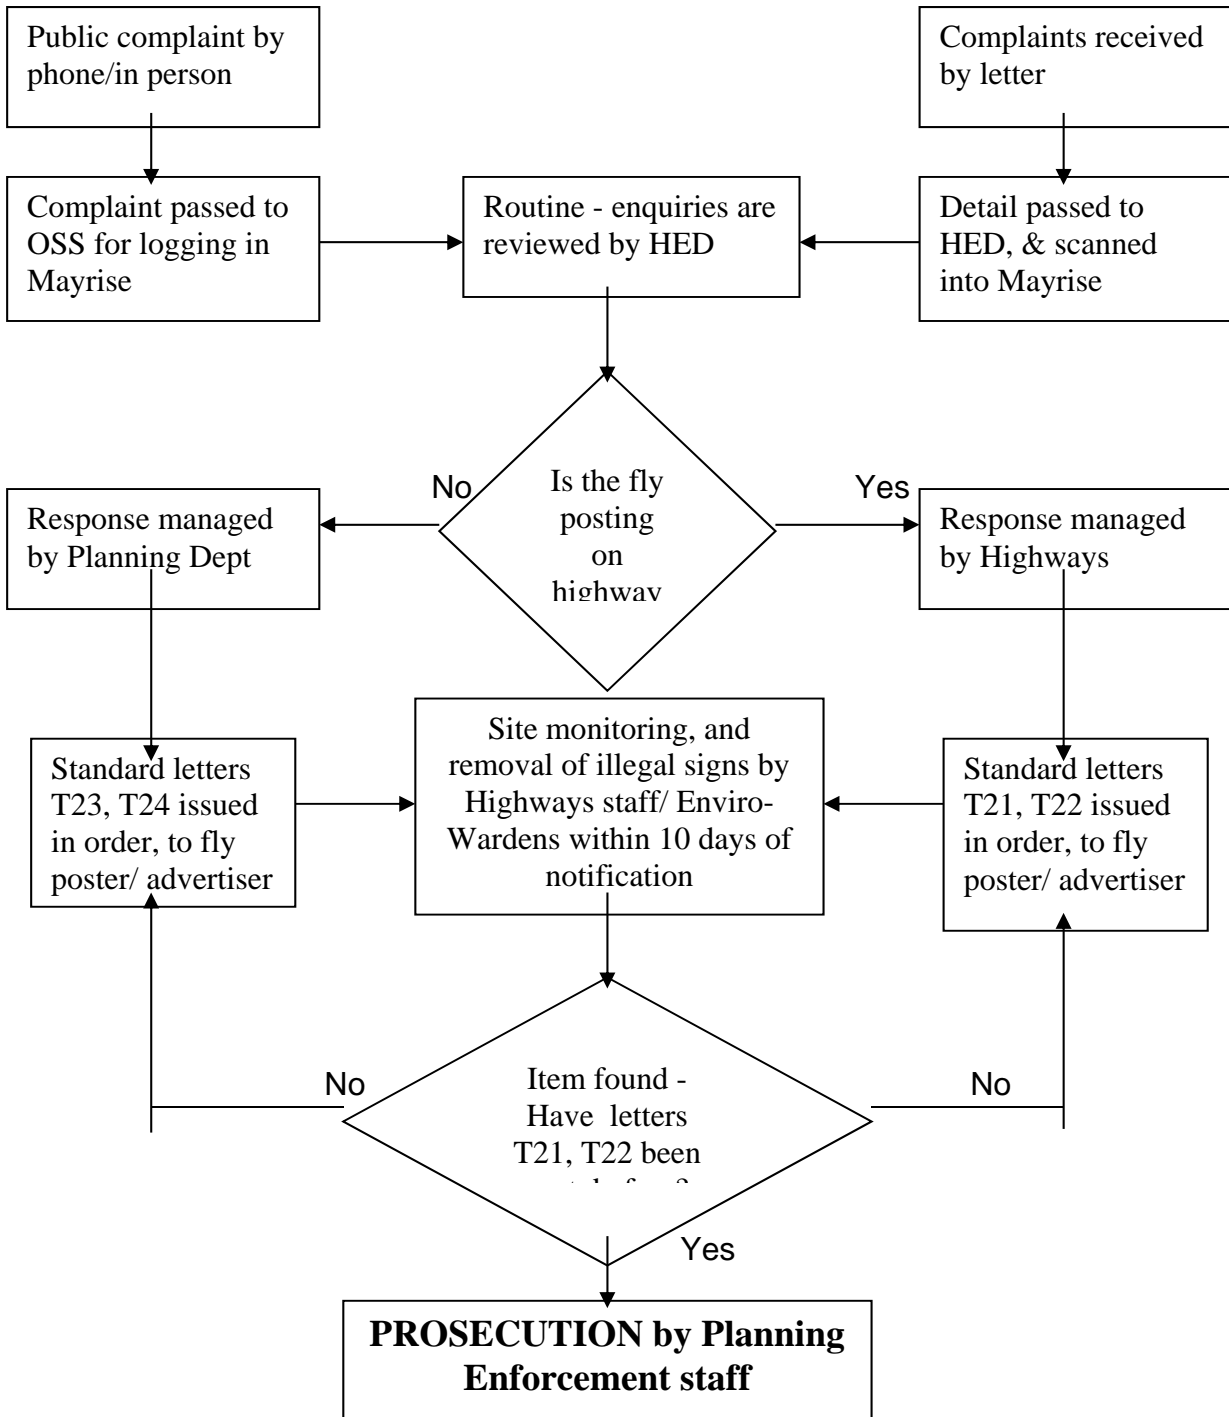 Public complaint by
phone/in person
Complaints received
by letter
Complaint passed to
OSS for logging in
Mayrise
Routine - enquiries are
reviewed by HED
Detail passed to
HED, & scanned
into Mayrise
No
Is the fly
posting
on
highway
Yes
Response managed
by Planning Dept
Response managed
by Highways
Standard letters
T23, T24 issued
in order, to fly
poster/ advertiser
Site monitoring, and
removal of illegal signs by
Highways staff/ Enviro-
Wardens within 10 days of
notification
Standard letters
T21, T22 issued
in order, to fly
poster/ advertiser
No
Item found -
Have letters
T21, T22 been
No
Yes
PROSECUTION by Planning
Enforcement staff